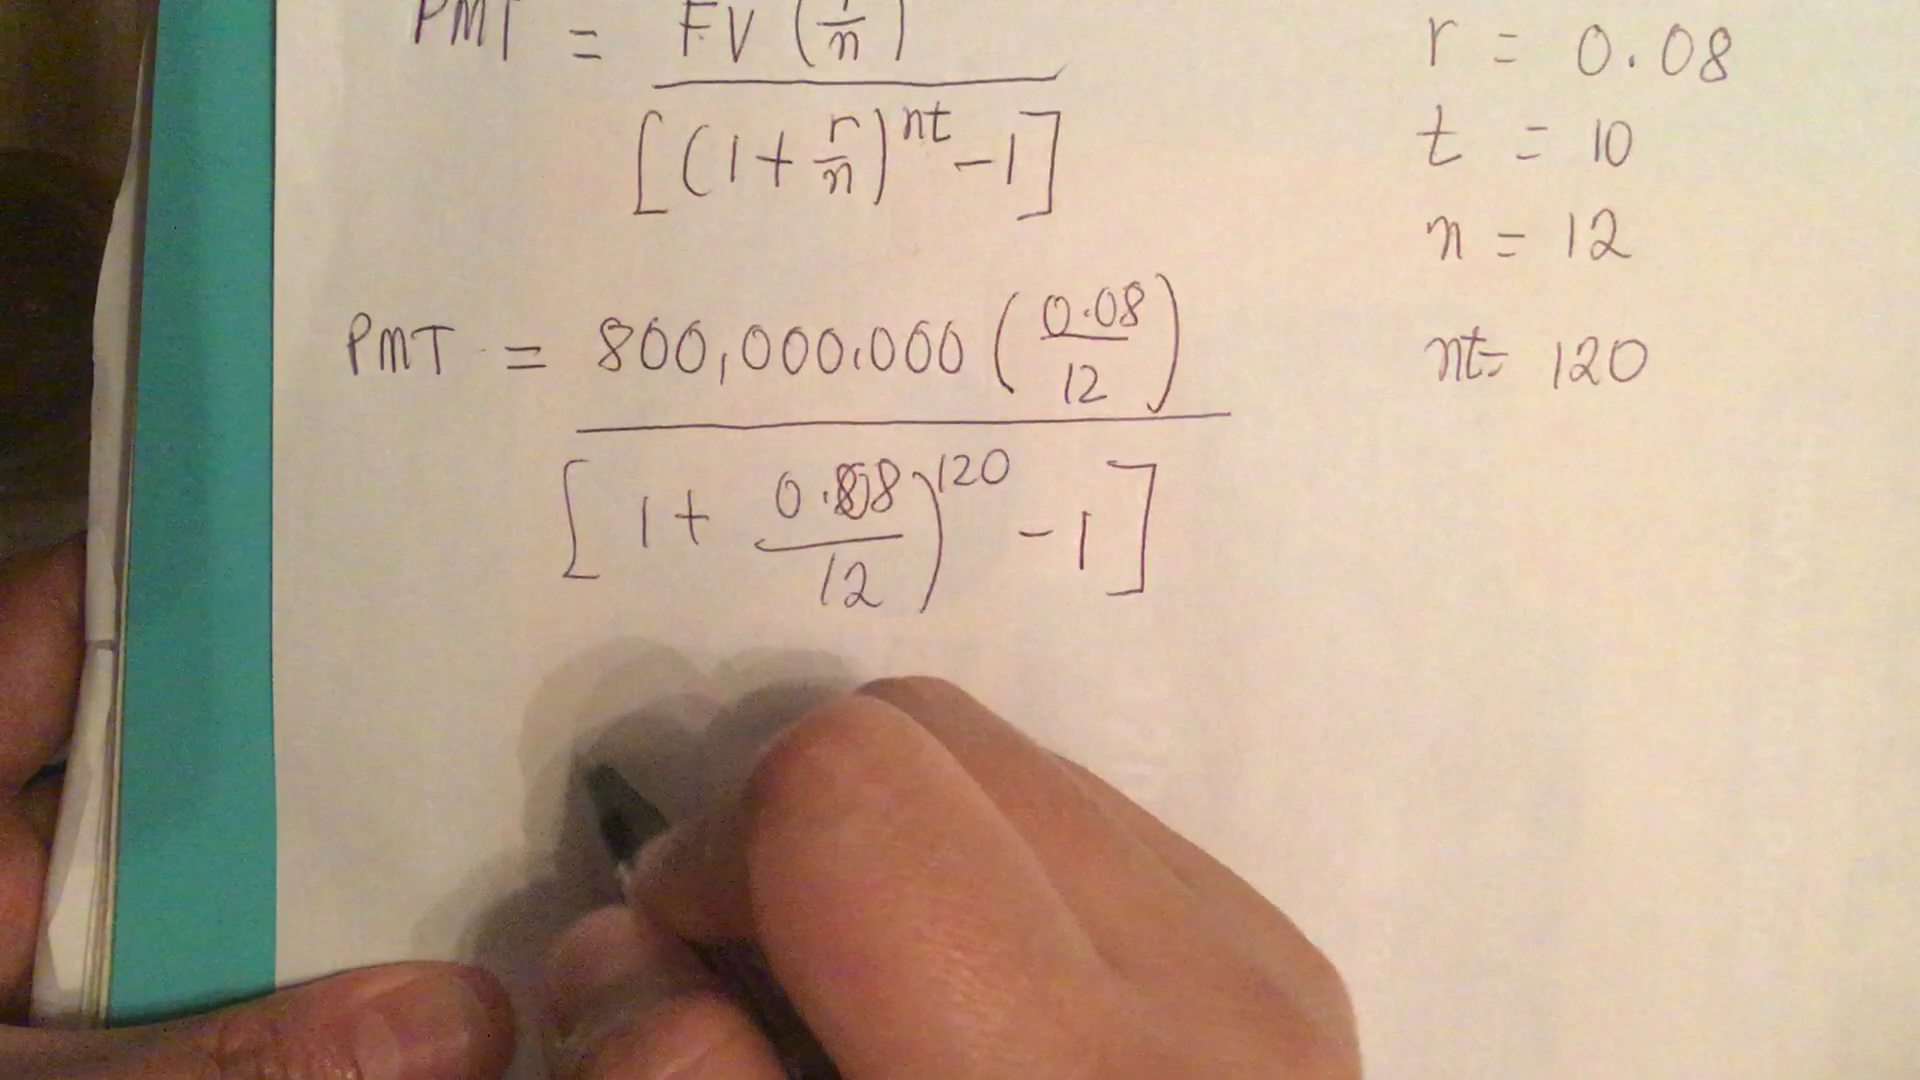 PMT = FV (r/n)
[(1 + r/n)^nt - 1]
r = 0.08
t = 10
n = 12
nt = 120
PMT = 800,000.000 (0.08/12)
[1 + 0.08/12)^120 - 1]